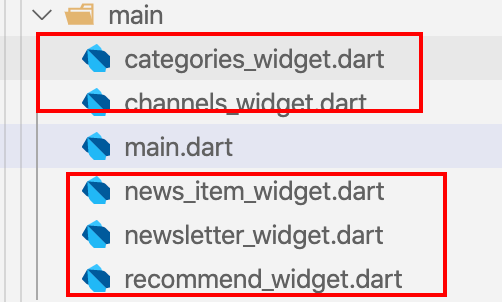 main
categories_widget.dart
channels_widget.dart
main.dart
news_item_widget.dart
newsletter_widget.dart
recommend_widget.dart